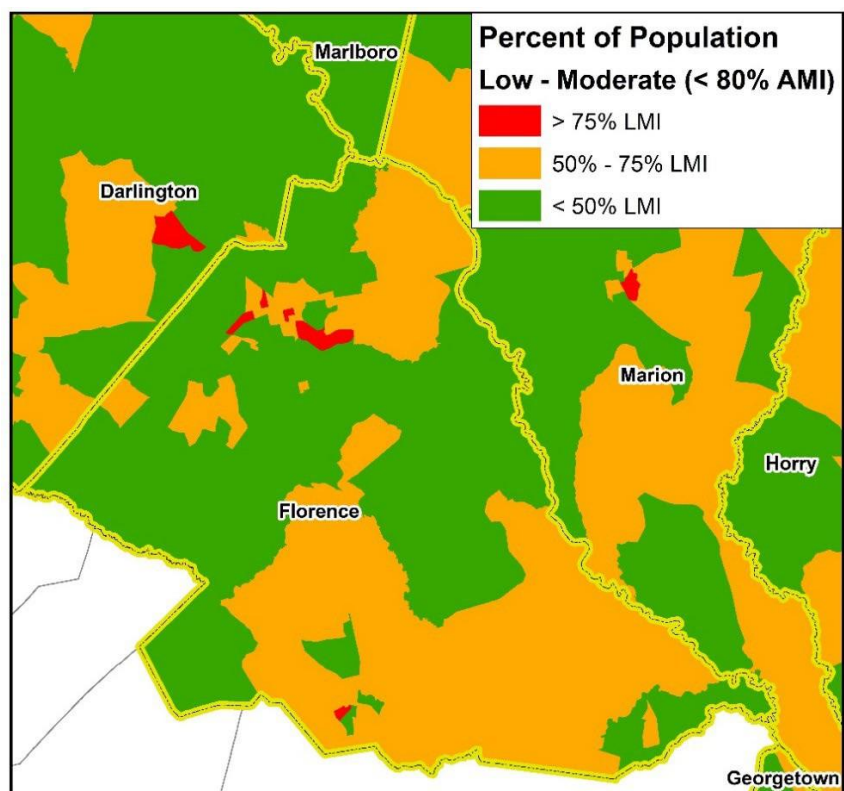 Percent of Population
Low - Moderate (< 80% AMI)
> 75% LMI
50% - 75% LMI
< 50% LMI
Marlboro
Darlington
Marion
Horry
Florence
Georgetown